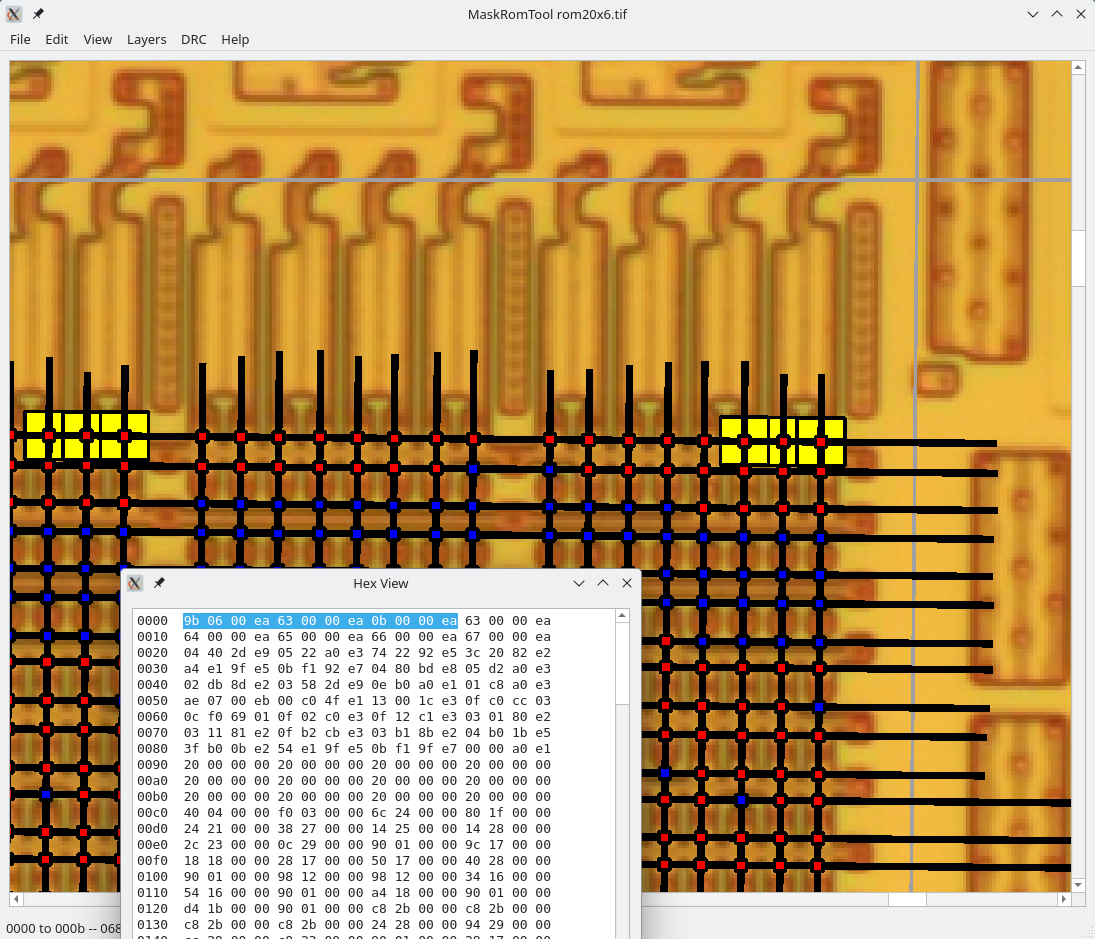 MaskRomTool rom20x6.tif
File Edit View Layers DRC Help
Hex View
0000 9b 06 00 ea 63 00 00 ea 0b 00 00 ea 63 00 00 ea
0010 64 00 00 ea 65 00 00 ea 66 00 00 ea 67 00 00 ea
0020 04 40 2d e9 05 22 a0 e3 74 22 92 e5 3c 20 82 e2
0030 a4 e1 9f e5 0b f1 92 e7 04 80 bd e8 05 d2 a0 e3
0040 02 db 8d e2 03 58 2d e9 0e b0 a0 e1 01 c8 a0 e3
0050 ae 07 00 eb 00 c0 4f e1 13 00 1c e3 0f c0 cc 03
0060 0c f0 69 01 0f 02 c0 e3 0f 12 c1 e3 03 01 80 e2
0070 03 11 81 e2 0f b2 cb e3 03 b1 8b e2 04 b0 1b e5
0080 3f b0 0b e2 54 e1 9f e5 0b f1 9f e7 00 00 a0 e1
0090 20 00 00 00 20 00 00 00 20 00 00 00 20 00 00 00
00a0 20 00 00 00 20 00 00 00 20 00 00 00 20 00 00 00
00b0 20 00 00 00 20 00 00 00 20 00 00 00 20 00 00 00
00c0 40 04 00 00 f0 03 00 00 6c 24 00 00 80 1f 00 00
00d0 24 21 00 00 38 27 00 00 14 25 00 00 14 28 00 00
00e0 2c 23 00 00 0c 29 00 00 90 01 00 00 9c 17 00 00
00f0 18 18 00 00 28 17 00 00 50 17 00 00 40 28 00 00
0100 90 01 00 00 98 12 00 00 98 12 00 00 34 16 00 00
0110 54 16 00 00 90 01 00 00 a4 18 00 00 90 01 00 00
0120 d4 1b 00 00 90 01 00 00 c8 2b 00 00 c8 2b 00 00
0130 c8 2b 00 00 c8 2b 00 00 24 28 00 00 94 29 00 00
0000 to 000b -- 068